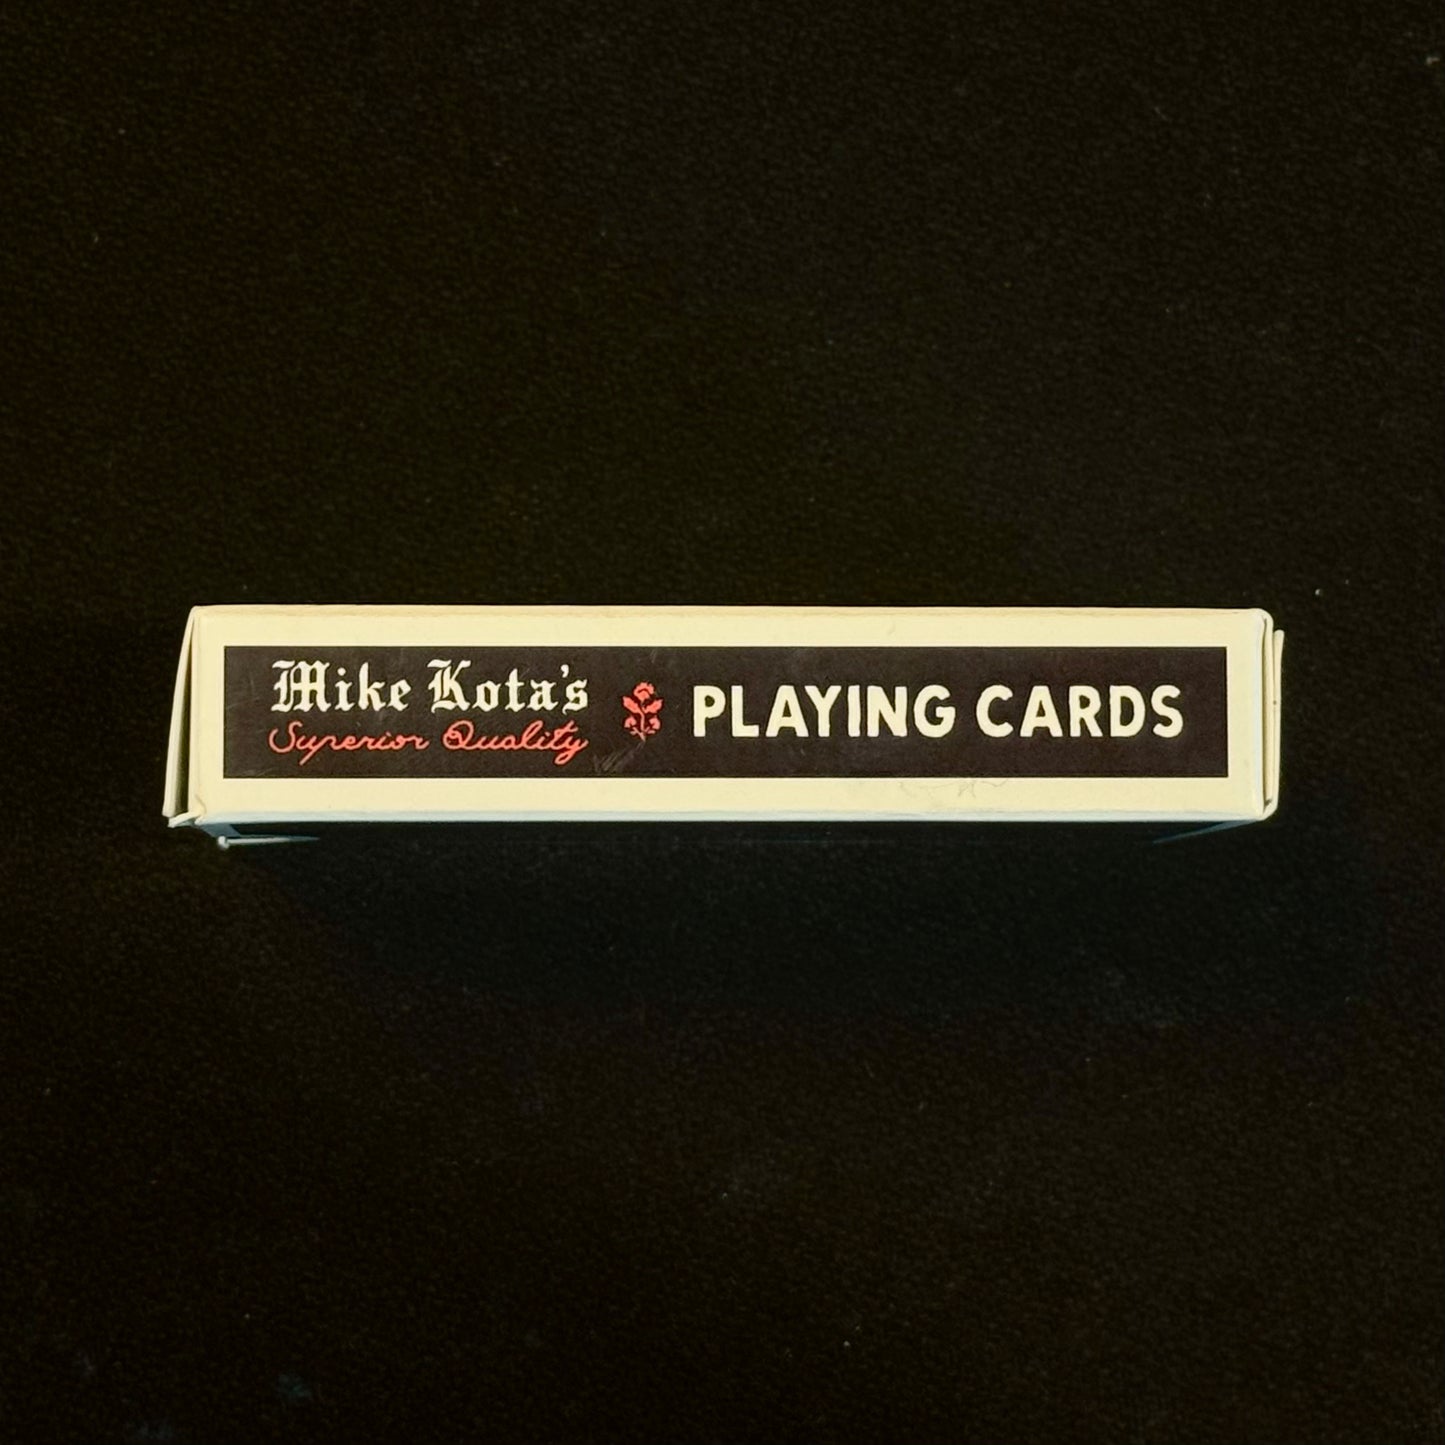 Mike Kota's
Superior Quality
PLAYING CARDS